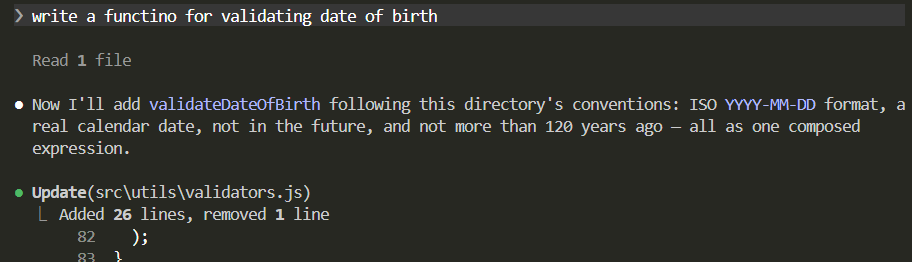 ❯ write a functino for validating date of birth
Read 1 file
● Now I'll add validateDateOfBirth following this directory's conventions: ISO YYYY-MM-DD format, a
real calendar date, not in the future, and not more than 120 years ago — all as one composed
expression.
● Update(src\utils\validators.js)
⎿ Added 26 lines, removed 1 line
82 );
83 }